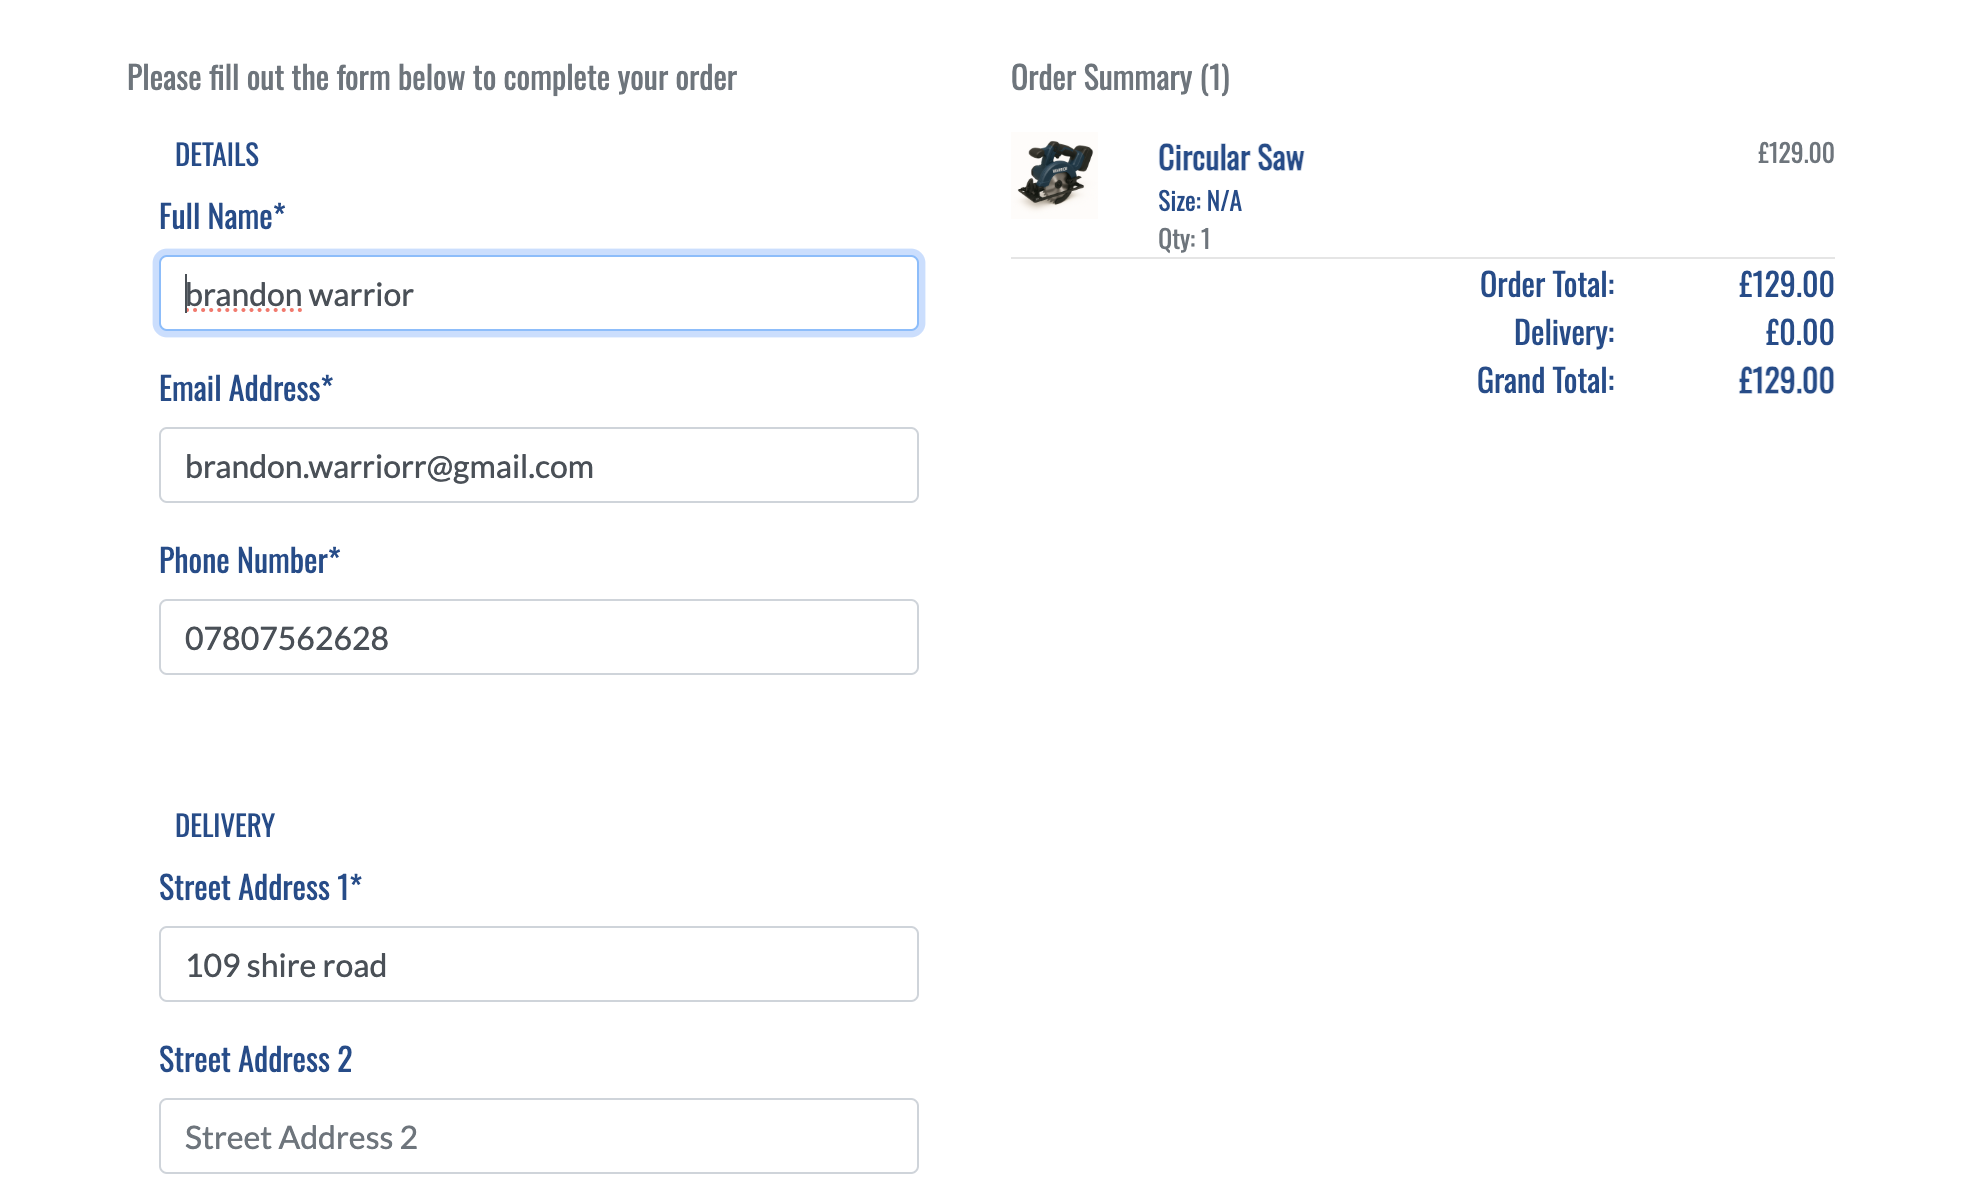 Please fill out the form below to complete your order
DETAILS
Full Name*
brandon warrior
Email Address*
brandon.warriorr@gmail.com
Phone Number*
07807562628
DELIVERY
Street Address 1*
109 shire road
Street Address 2
Street Address 2
Order Summary (1)
Circular Saw £129.00
Size: N/A
Qty: 1
Order Total: £129.00
Delivery: £0.00
Grand Total: £129.00